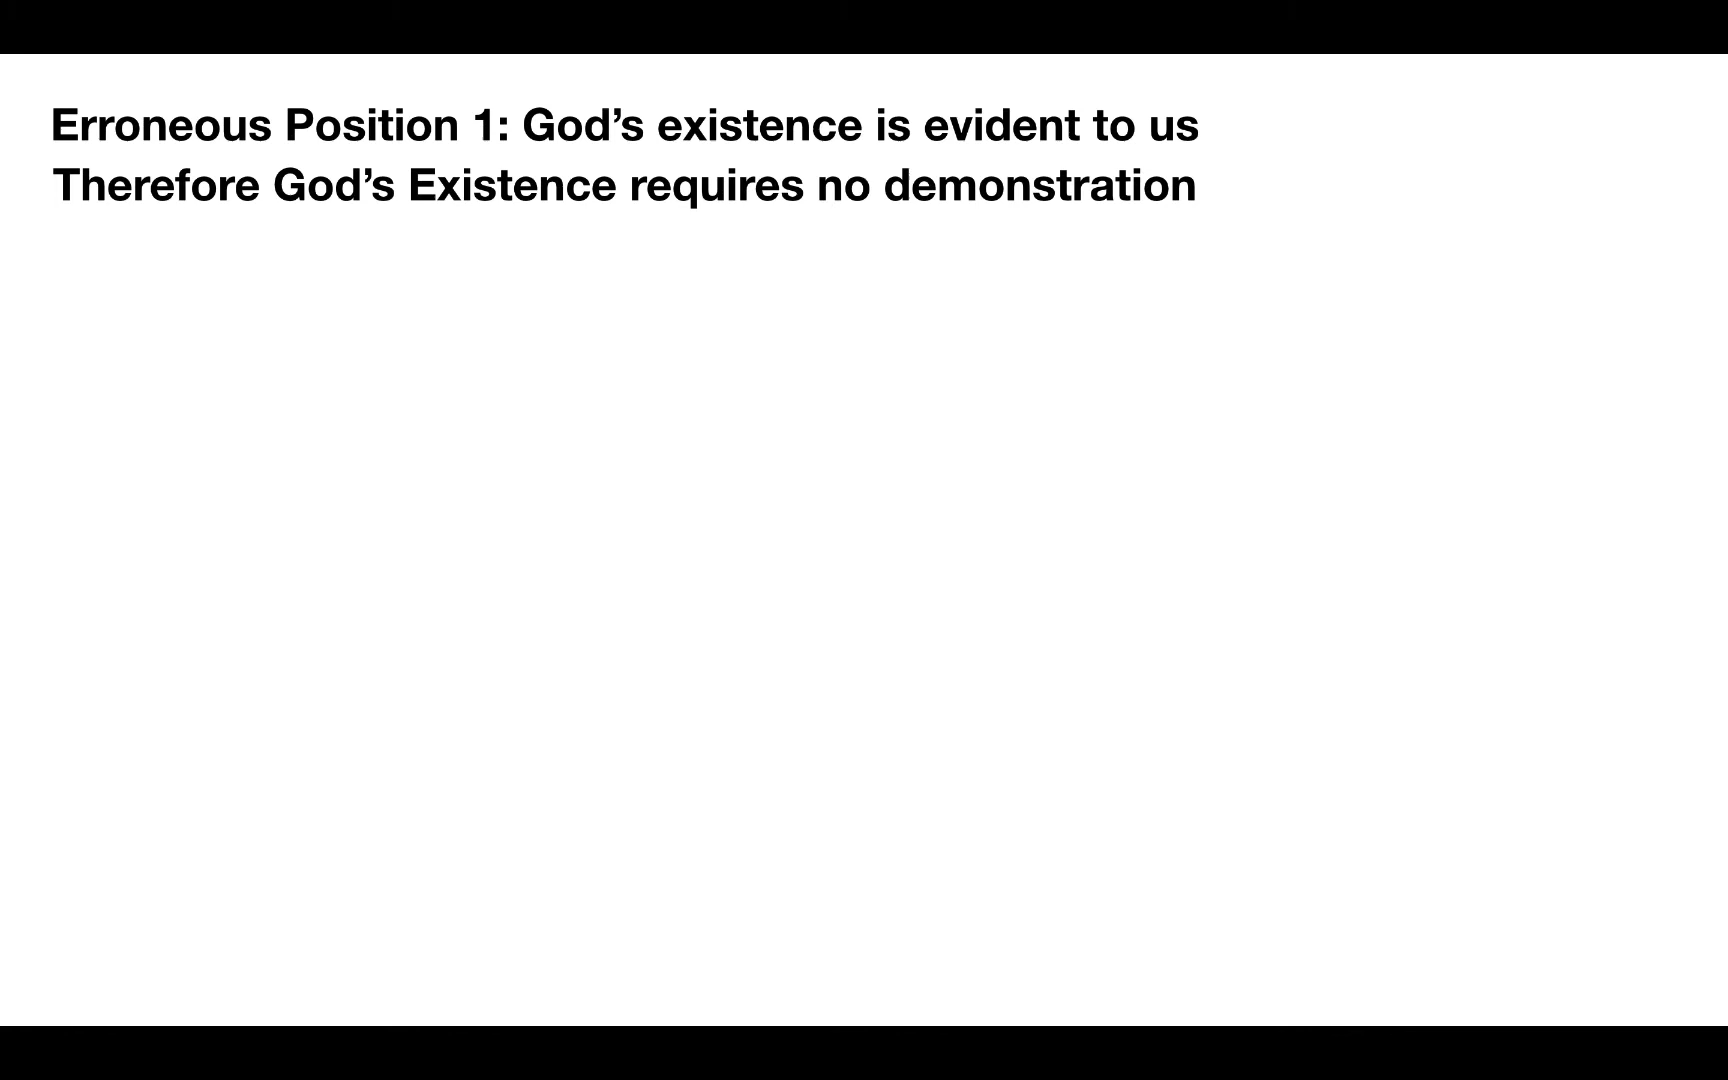 Erroneous Position 1: God’s existence is evident to us
Therefore God’s Existence requires no demonstration